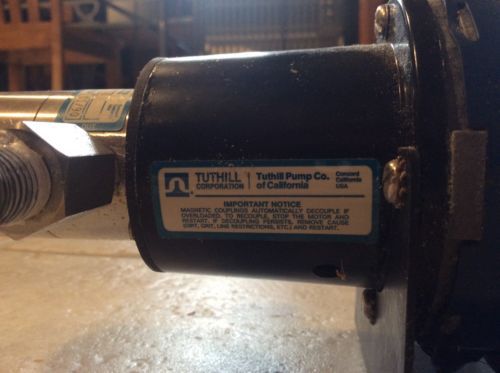 TUTHILL
CORPORATION
Tuthill Pump Co.
of California
Concord
California
USA
IMPORTANT NOTICE
MAGNETIC COUPLINGS AUTOMATICALLY DECOUPLE IF
OVERLOADED. TO RECOUPLE, STOP THE MOTOR AND
RESTART. IF DECOUPLING PERSISTS, REMOVE CAUSE
(DIRT, GRIT, LINE RESTRICTIONS, ETC.) AND RESTART.